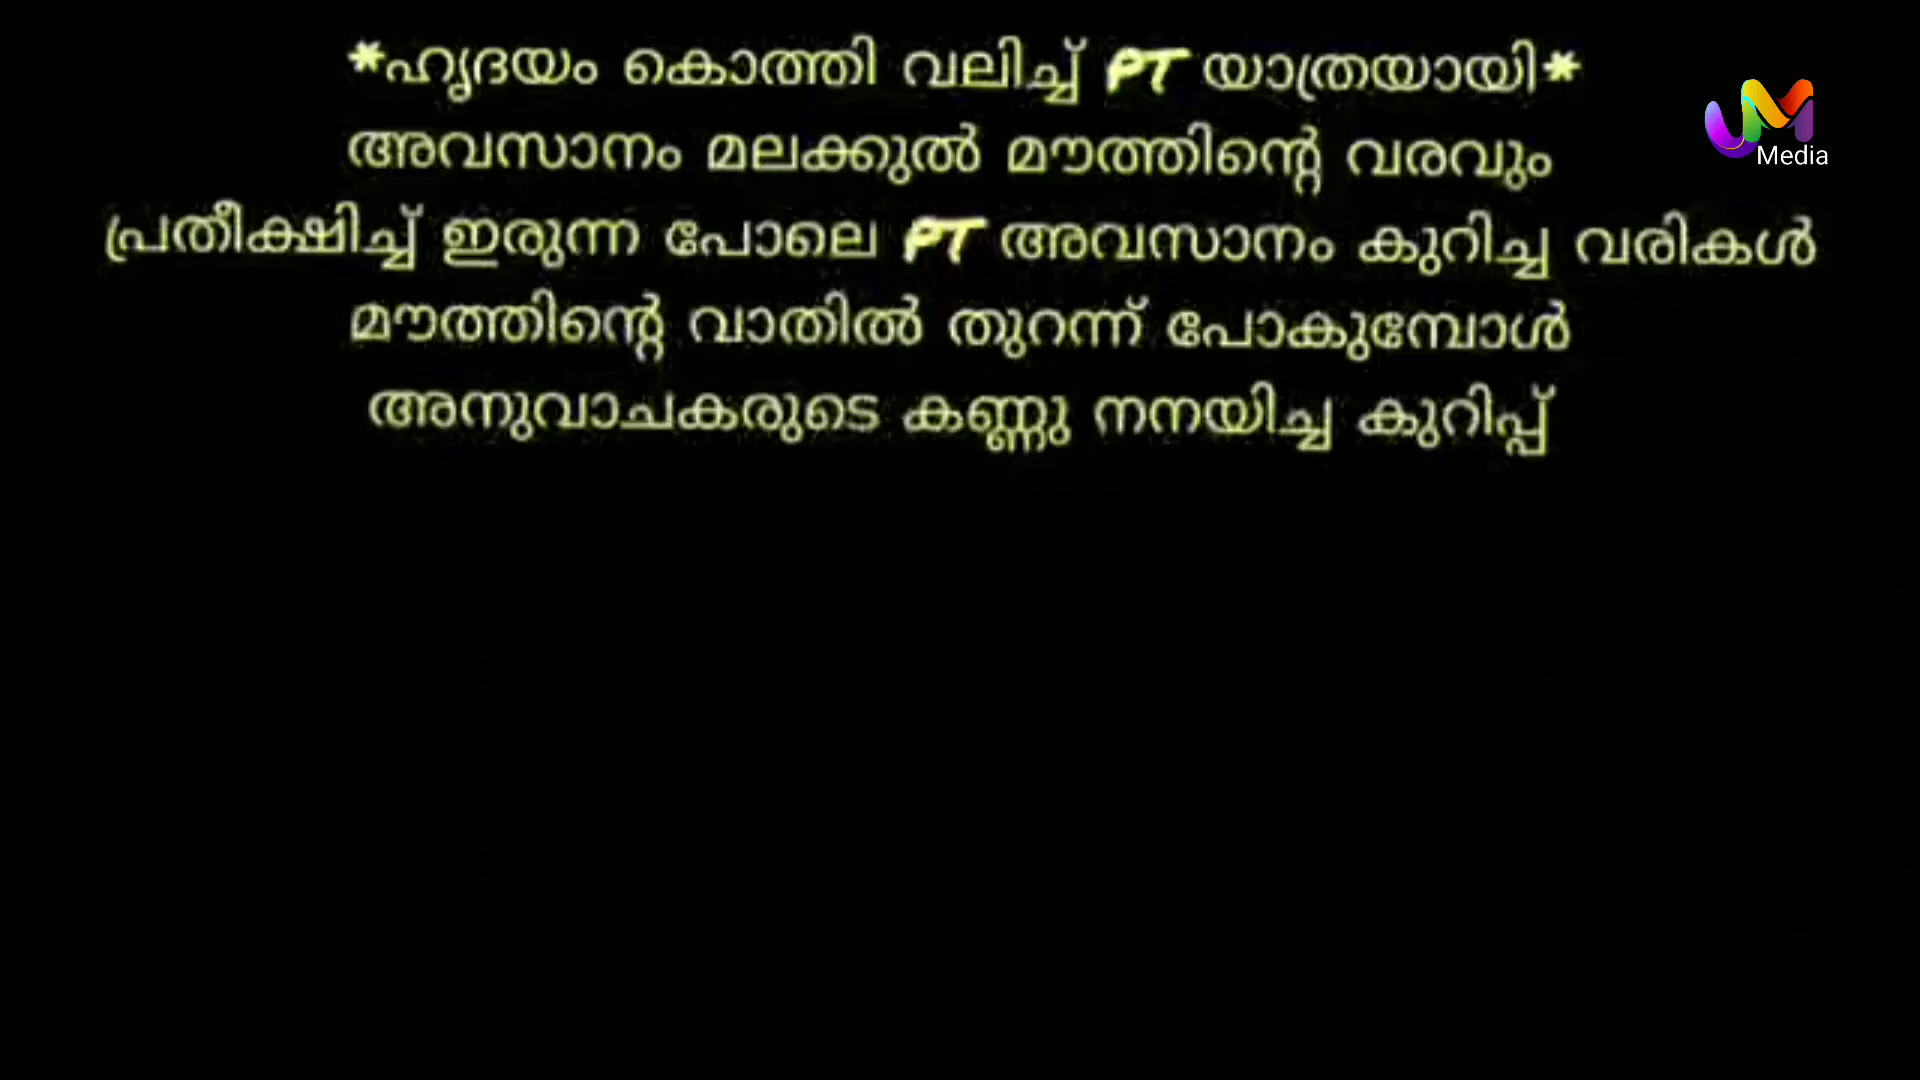 *ഹൃദയം കൊത്തി വലിച്ച് PT യാത്രയായി*
അവസാനം മലക്കുൽ മൗത്തിന്റെ വരവും
പ്രതീക്ഷിച്ച് ഇരുന്ന പോലെ PT അവസാനം കുറിച്ച വരികൾ
മൗത്തിന്റെ വാതിൽ തുറന്ന് പോകുമ്പോൾ
അനുവാചകരുടെ കണ്ണു നനയിച്ച കുറിപ്പ്
M
Media